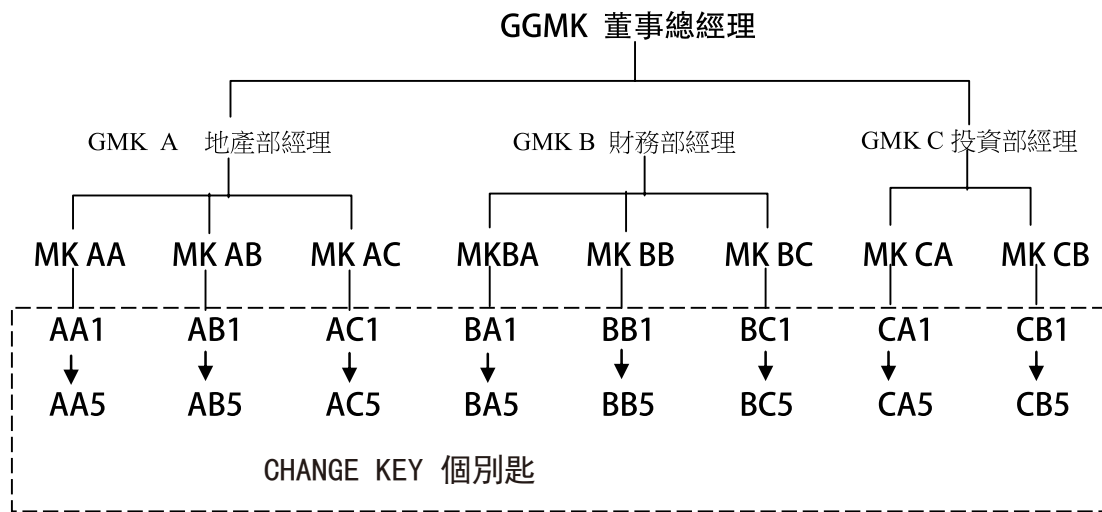 GGMK 董事總經理
GMK A 地產部經理 GMK B 財務部經理 GMK C 投資部經理
MK AA MK AB MK AC MKBA MK BB MK BC MK CA MK CB
AA1 AB1 AC1 BA1 BB1 BC1 CA1 CB1
AA5 AB5 AC5 BA5 BB5 BC5 CA5 CB5
CHANGE KEY 個別匙